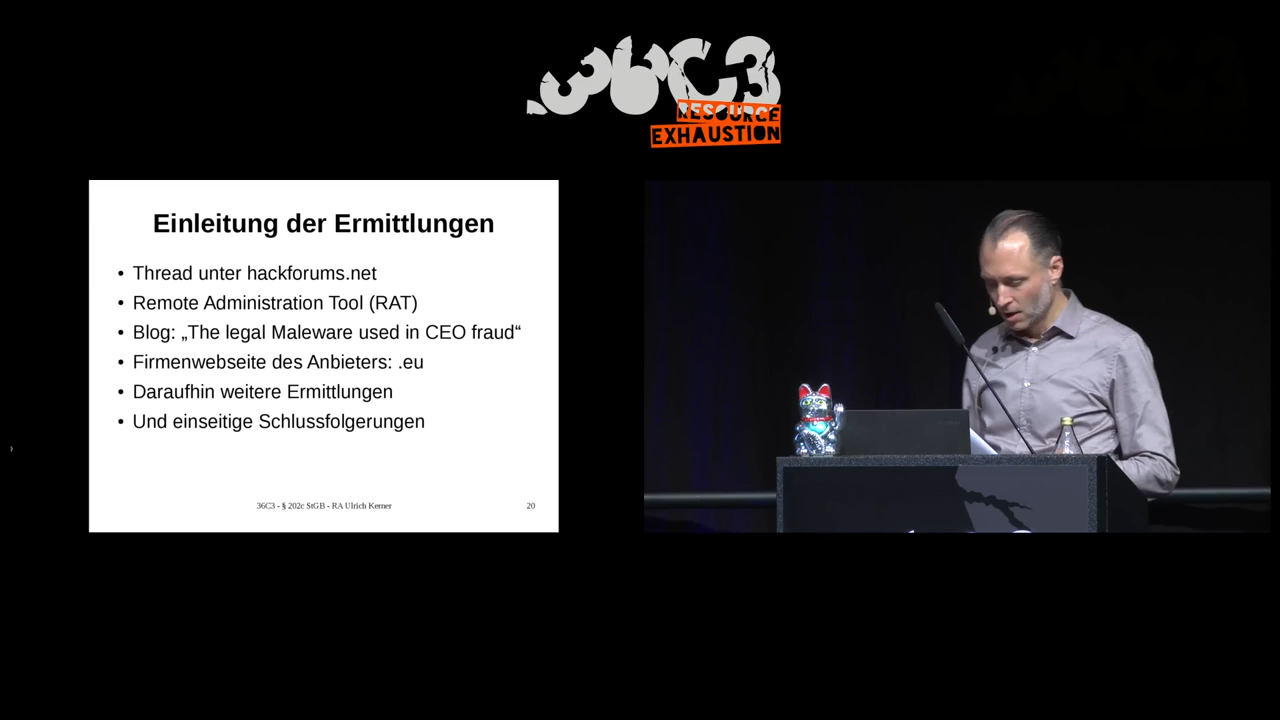 36C3
RESOURCE
EXHAUSTION
Einleitung der Ermittlungen
• Thread unter hackforums.net
• Remote Administration Tool (RAT)
• Blog: „The legal Maleware used in CEO fraud“
• Firmenwebseite des Anbieters: .eu
• Daraufhin weitere Ermittlungen
• Und einseitige Schlussfolgerungen
36C3 - § 202c StGB - RA Ulrich Kerner
20